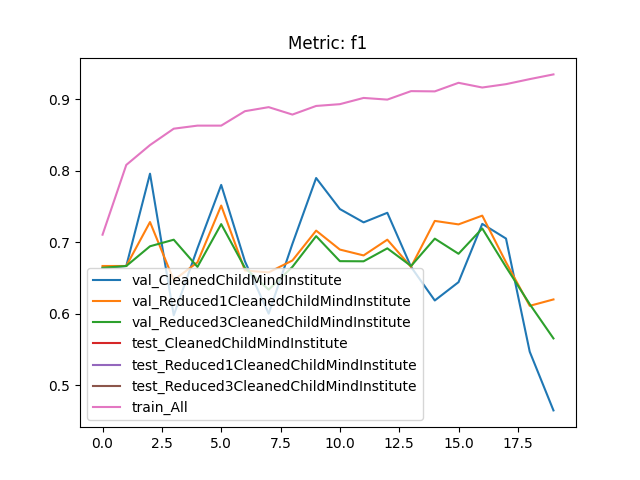 Metric: f1
0.9
0.8
0.7
0.6
0.5
val_CleanedChildMindInstitute
val_Reduced1CleanedChildMindInstitute
val_Reduced3CleanedChildMindInstitute
test_CleanedChildMindInstitute
test_Reduced1CleanedChildMindInstitute
test_Reduced3CleanedChildMindInstitute
train_All
0.0 2.5 5.0 7.5 10.0 12.5 15.0 17.5